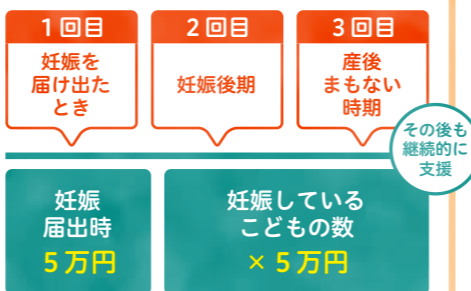 1回目
妊娠を
届け出た
とき
2回目
妊娠後期
3回目
産後
まもない
時期
その後も
継続的に
支援
妊娠
届出時
5万円
妊娠している
こどもの数
×5万円